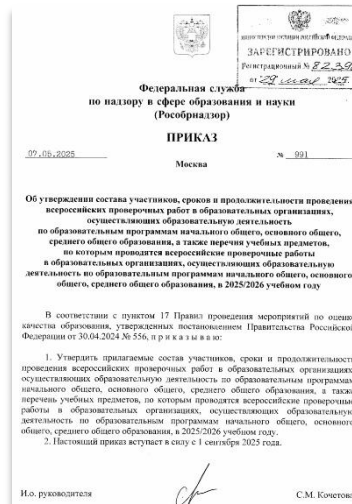 ЗАРЕГИСТРИРОВАНО
Регистрационный №
от 29 мая 2025
Федеральная служба
по надзору в сфере образования и науки
(Рособрнадзор)
ПРИКАЗ
07.05.2025 № 991
Москва
Об утверждении состава участников, сроков и продолжительности проведения
всероссийских проверочных работ в образовательных организациях,
осуществляющих образовательную деятельность
по образовательным программам начального общего, основного общего,
среднего общего образования, а также перечня учебных предметов,
по которым проводятся всероссийские проверочные работы
в образовательных организациях, осуществляющих образовательную
деятельность по образовательным программам начального общего, основного
общего, среднего общего образования, в 2025/2026 учебном году
В соответствии с пунктом 17 Правил проведения мероприятий по оценке
качества образования, утвержденных постановлением Правительства Российской
Федерации от 30.04.2024 № 556, п р и к а з ы в а ю:
1. Утвердить прилагаемые состав участников, сроки и продолжительность
проведения всероссийских проверочных работ в образовательных организациях,
осуществляющих образовательную деятельность по образовательным программам
начального общего, основного общего, среднего общего образования, а также
перечень учебных предметов, по которым проводятся всероссийские проверочные
работы в образовательных организациях, осуществляющих образовательную
деятельность по образовательным программам начального общего, основного
общего, среднего общего образования, в 2025/2026 учебном году.
2. Настоящий приказ вступает в силу с 1 сентября 2025 года.
И.о. руководителя С.М. Кочетова